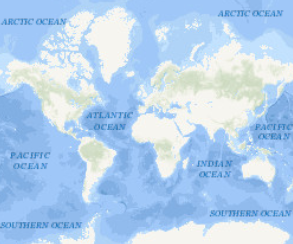 ARCTIC OCEAN
ARCTIC OCEAN
ATLANTIC
OCEAN
PACIFIC
OCEAN
PACIFIC
OCEAN
INDIAN
OCEAN
SOUTHERN OCEAN
SOUTHERN OCEAN